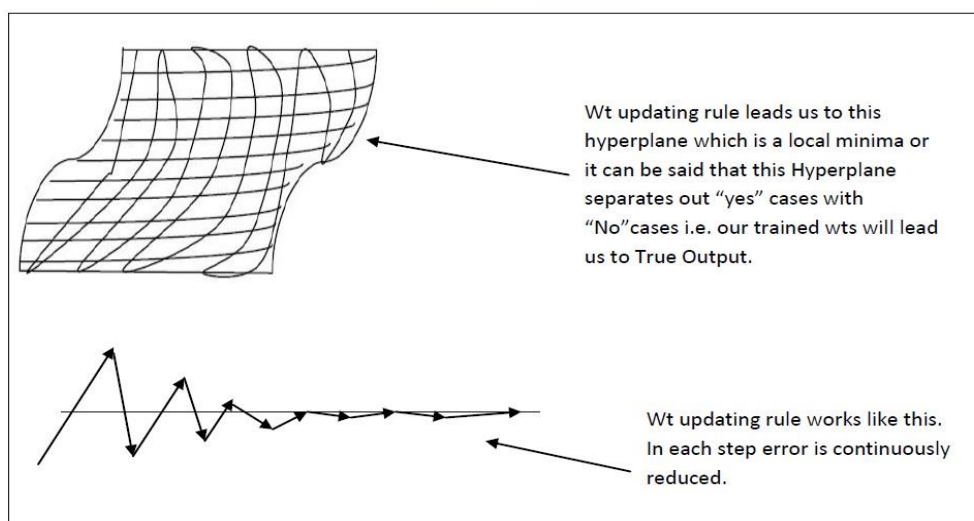 Wt updating rule leads us to this
hyperplane which is a local minima or
it can be said that this Hyperplane
separates out “yes” cases with
“No”cases i.e. our trained wts will lead
us to True Output.
Wt updating rule works like this.
In each step error is continuously
reduced.